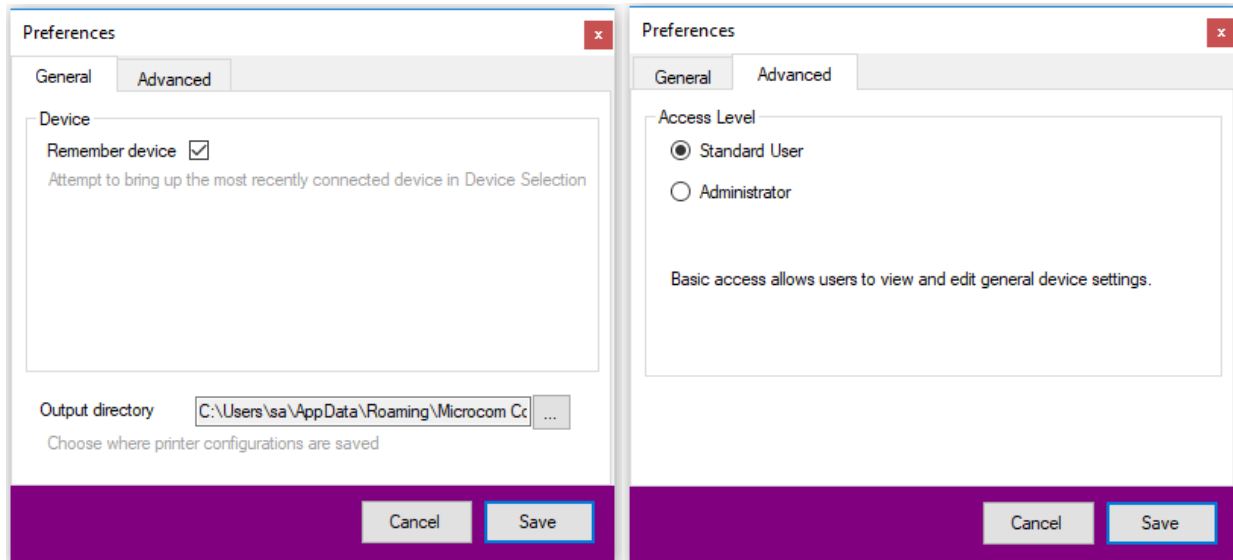 Preferences
x
General
Advanced
Device
Remember device
Attempt to bring up the most recently connected device in Device Selection
Output directory
C:\Users\sa\AppData\Roaming\Microcom Cc
...
Choose where printer configurations are saved
Cancel
Save
Preferences
x
General
Advanced
Access Level
Standard User
Administrator
Basic access allows users to view and edit general device settings.
Cancel
Save